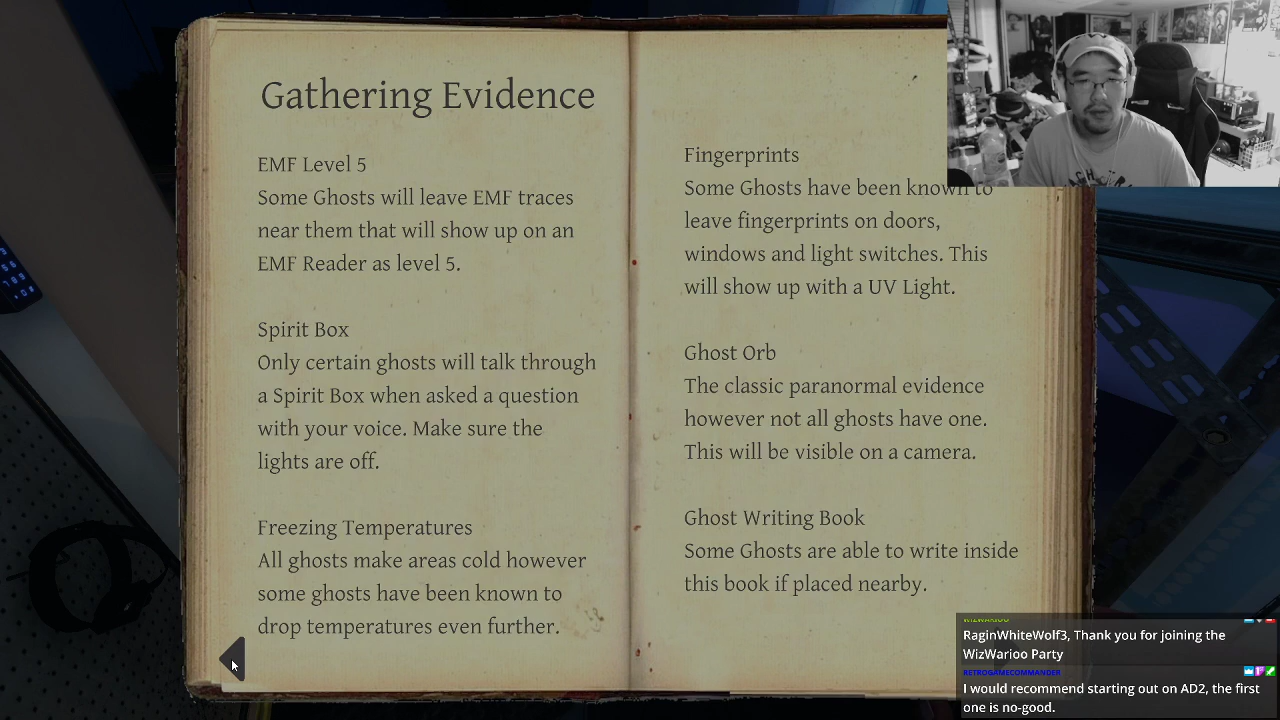 Gathering Evidence
EMF Level 5
Some Ghosts will leave EMF traces
near them that will show up on an
EMF Reader as level 5.
Spirit Box
Only certain ghosts will talk through
a Spirit Box when asked a question
with your voice. Make sure the
lights are off.
Freezing Temperatures
All ghosts make areas cold however
some ghosts have been known to
drop temperatures even further.
Fingerprints
Some Ghosts have been known to
leave fingerprints on doors,
windows and light switches. This
will show up with a UV Light.
Ghost Orb
The classic paranormal evidence
however not all ghosts have one.
This will be visible on a camera.
Ghost Writing Book
Some Ghosts are able to write inside
this book if placed nearby.
WIZWARIOO
RaginWhiteWolf3, Thank you for joining the
WizWarioo Party
RETROGAMECOMMANDER
I would recommend starting out on AD2, the first
one is no-good.